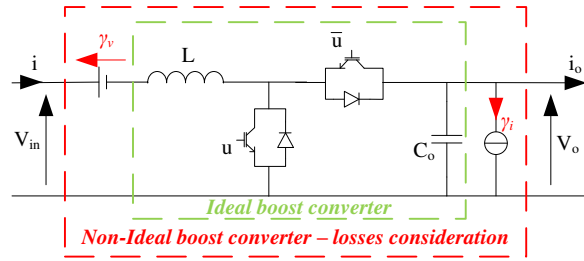 γv
L
u̅
i
io
Vin
u
Co
γi
Vo
Ideal boost converter
Non-Ideal boost converter – losses consideration